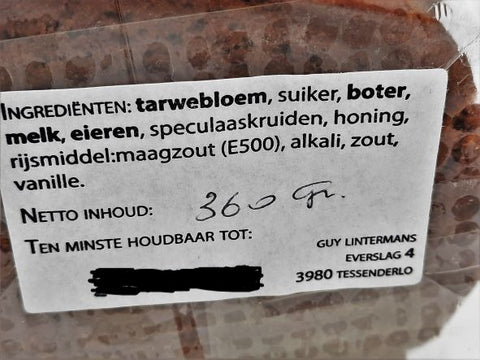 INGREDIËNTEN: tarwebloem, suiker, boter,
melk, eieren, speculaaskruiden, honing,
rijsmiddel:maagzout (E500), alkali, zout,
vanille.
NETTO INHOUD: 360 Gr.
TEN MINSTE HOUDBAAR TOT:
GUY LINTERMANS
EVERSLAG 4
3980 TESSENDERLO